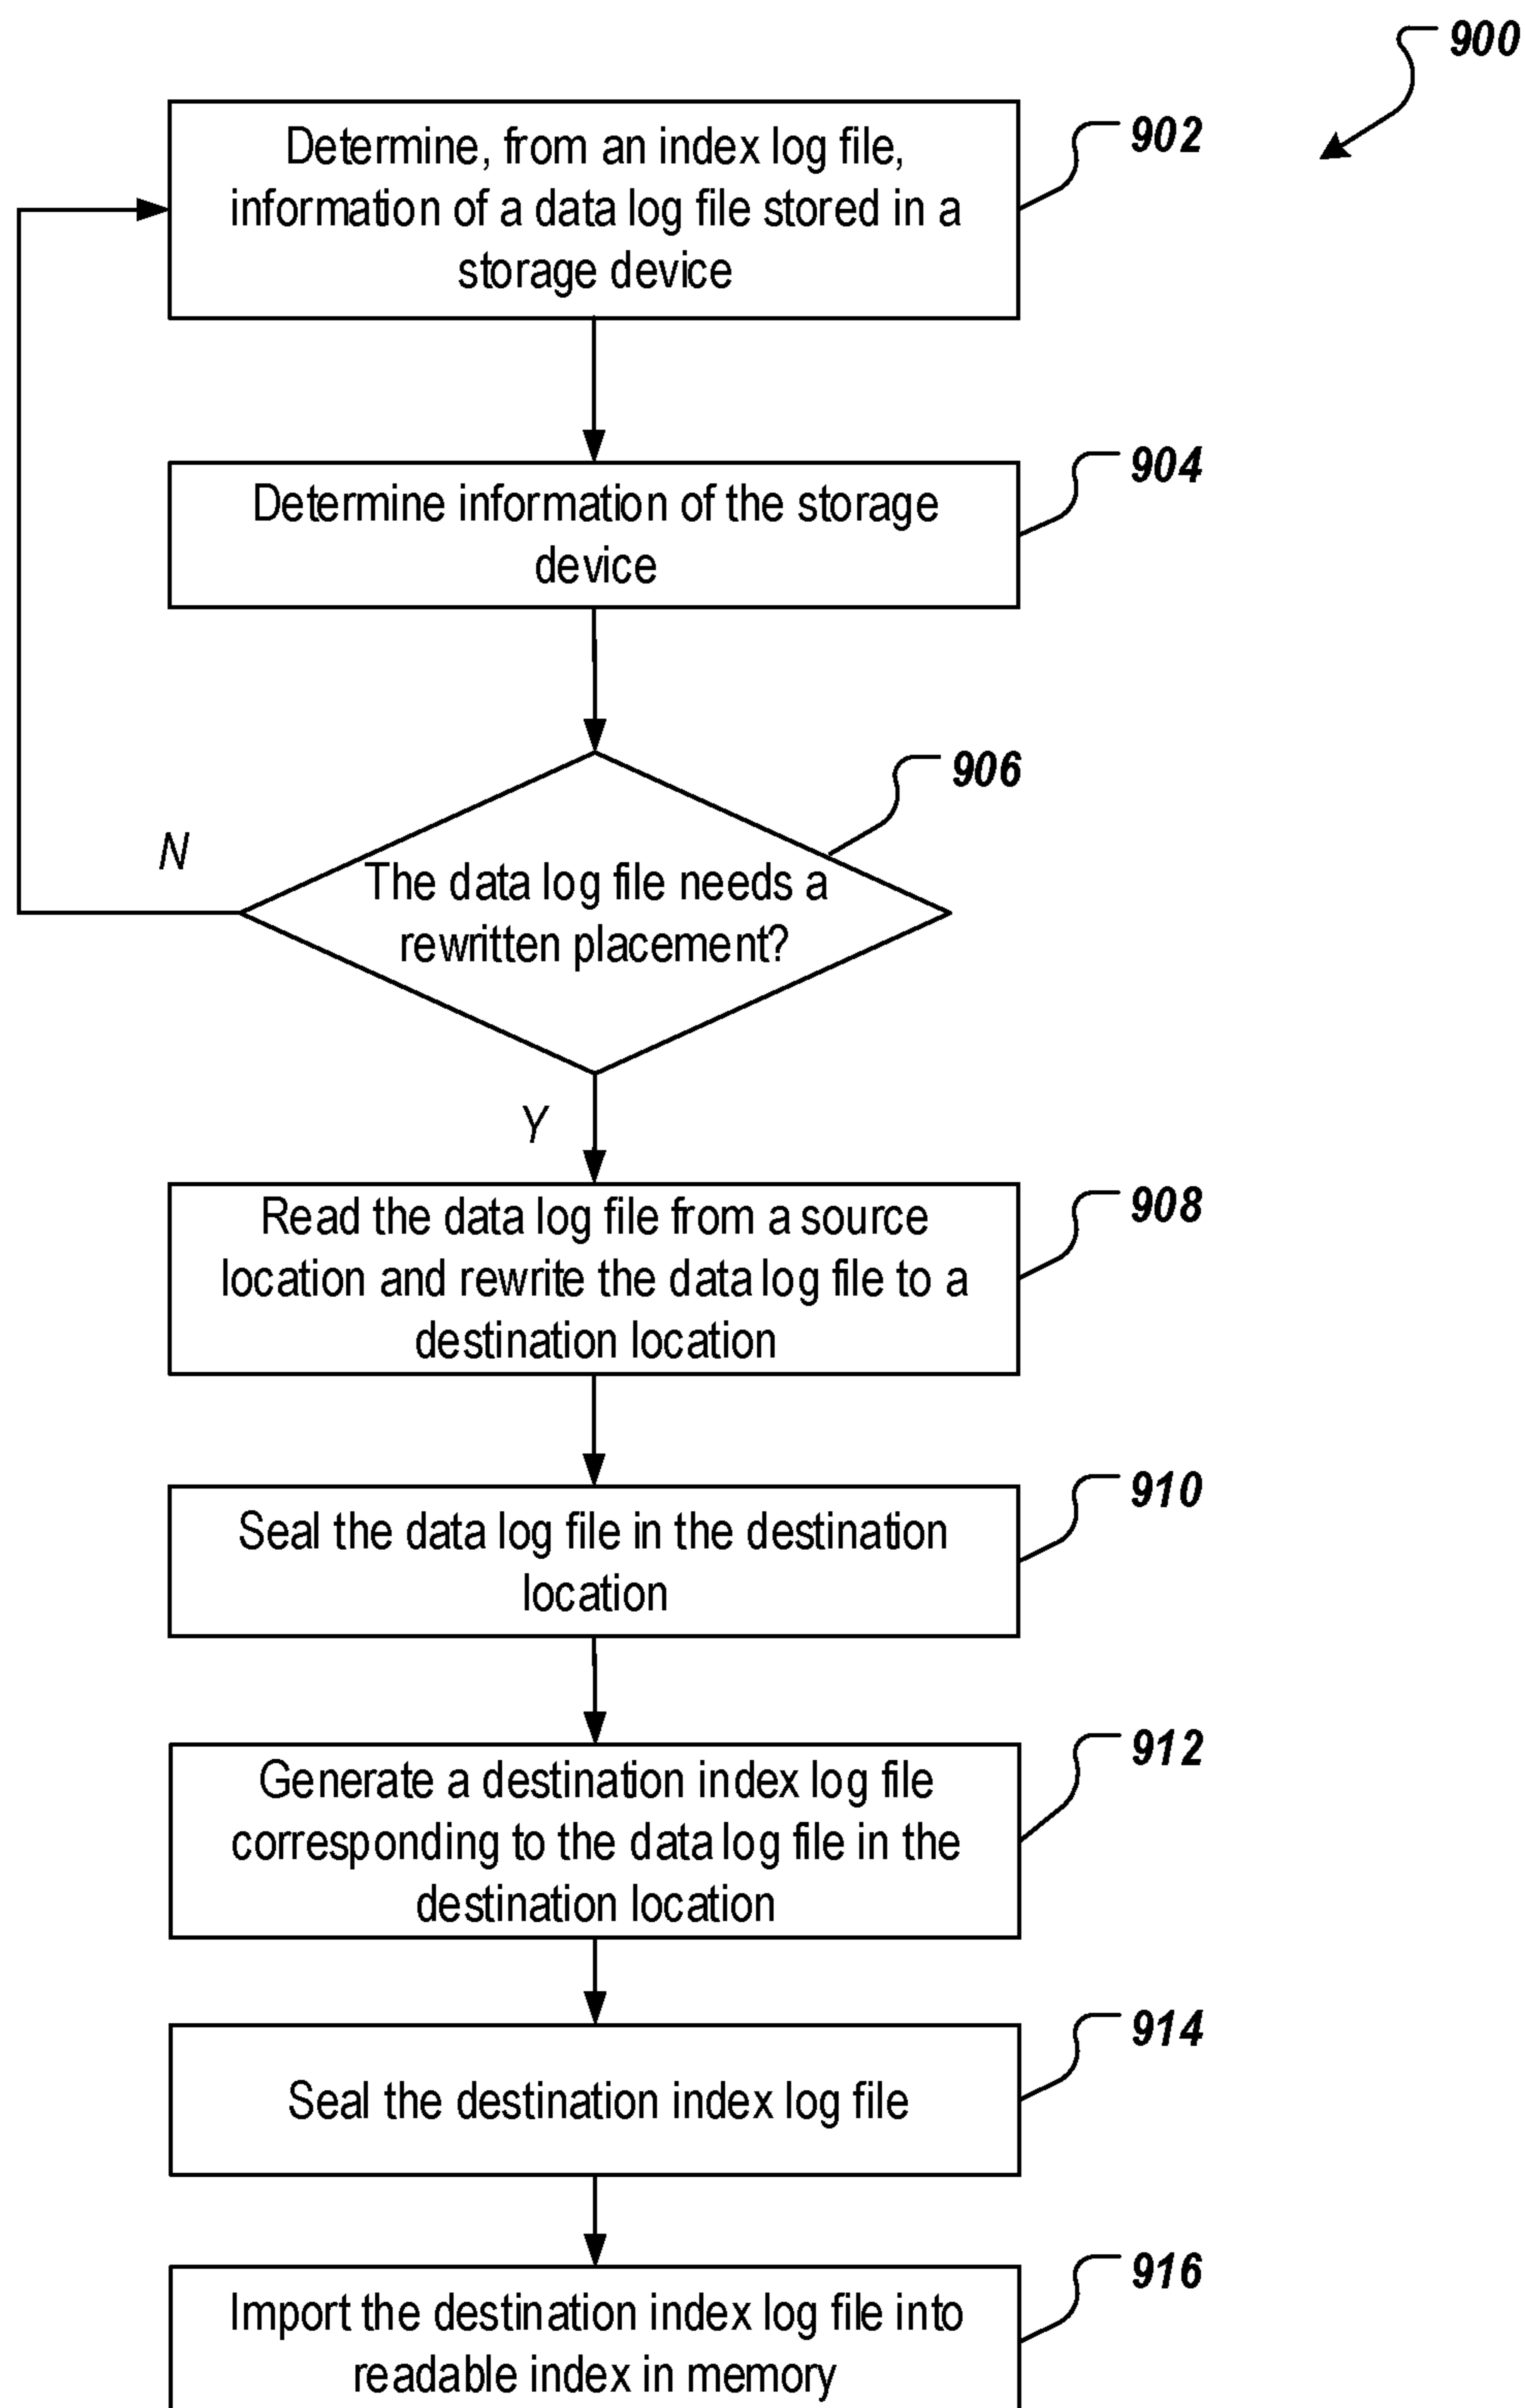 900
Determine, from an index log file,
information of a data log file stored in a
storage device
902
Determine information of the storage
device
904
906
N
The data log file needs a
rewritten placement?
Y
Read the data log file from a source
location and rewrite the data log file to a
destination location
908
Seal the data log file in the destination
location
910
Generate a destination index log file
corresponding to the data log file in the
destination location
912
Seal the destination index log file
914
Import the destination index log file into
readable index in memory
916